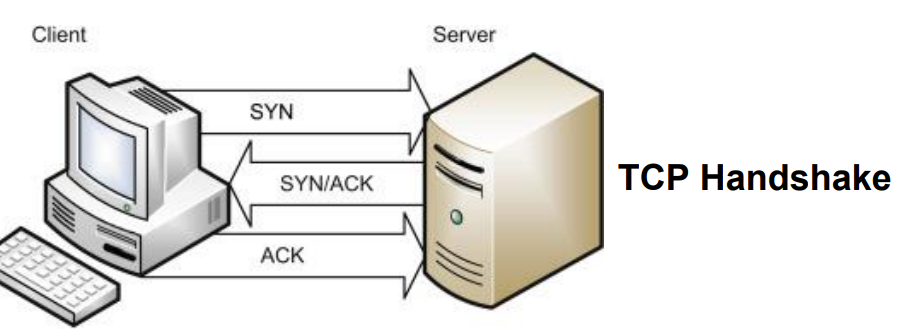 Client
Server
SYN
SYN/ACK
ACK
TCP Handshake